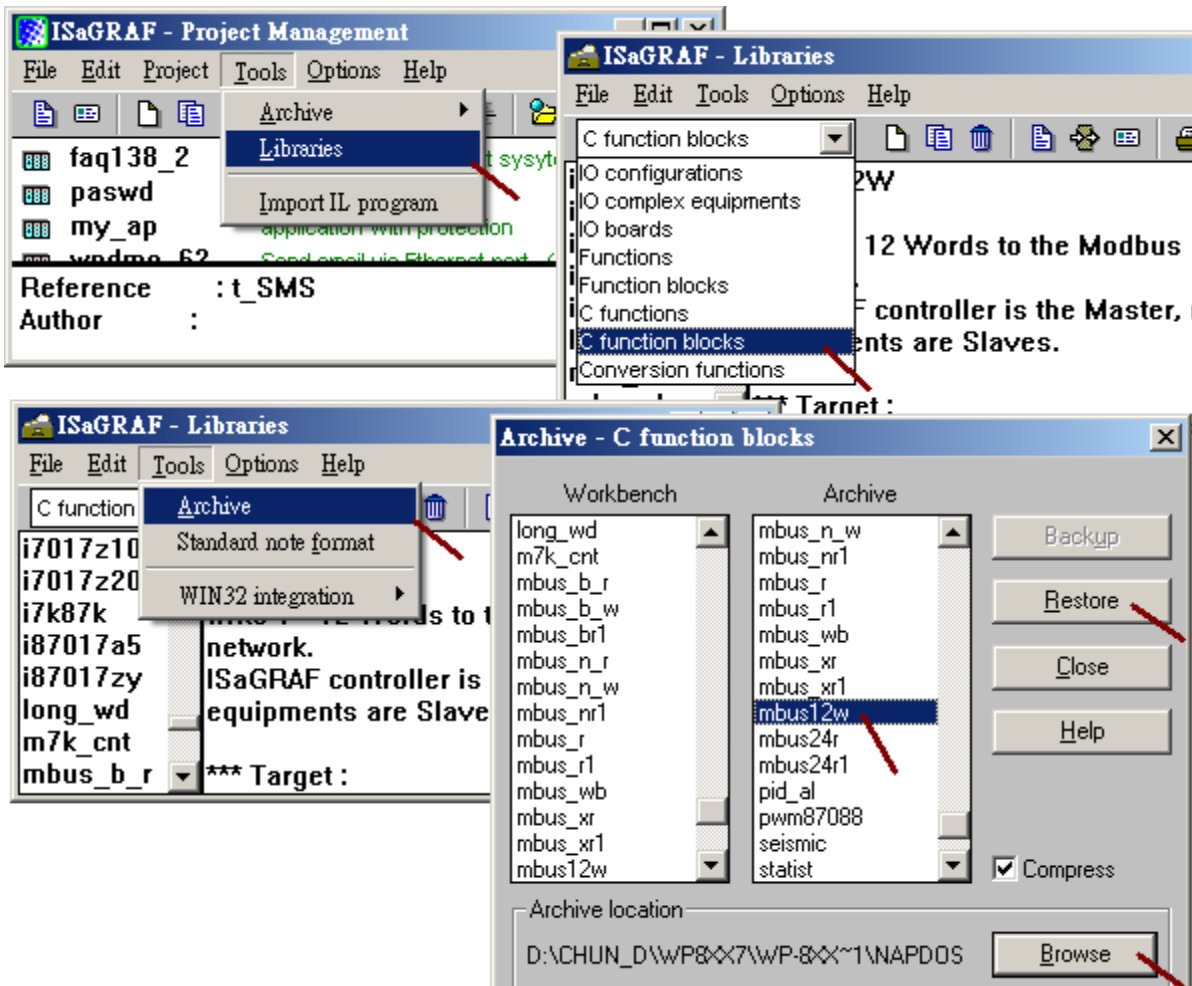 ISaGRAF - Project Management
File Edit Project Tools Options Help
Archive
Libraries
Import IL program
faq138_2
paswd
my_ap
application with protection
Reference : t_SMS
Author :
ISaGRAF - Libraries
File Edit Tools Options Help
C function blocks
IO configurations
IO complex equipments
IO boards
Functions
Function blocks
C functions
C function blocks
Conversion functions
2W
12 Words to the Modbus
controller is the Master,
ents are Slaves.
*** Target :
ISaGRAF - Libraries
File Edit Tools Options Help
C function
Archive
Standard note format
WIN32 integration
i7017z10
i7017z20
i7k87k
i87017a5
i87017zy
long_wd
m7k_cnt
mbus_b_r
12 Words to t
network.
ISaGRAF controller is
equipments are Slave
*** Target :
Archive - C function blocks
Workbench
long_wd
m7k_cnt
mbus_b_r
mbus_b_w
mbus_br1
mbus_n_r
mbus_n_w
mbus_nr1
mbus_r
mbus_r1
mbus_wb
mbus_xr
mbus_xr1
mbus12w
Archive
mbus_n_w
mbus_nr1
mbus_r
mbus_r1
mbus_wb
mbus_xr
mbus_xr1
mbus12w
mbus24r
mbus24r1
pid_al
pwm87088
seismic
statist
Backup
Restore
Close
Help
Compress
Archive location
D:\CHUN_D\WP8XX7\WP-8XX~1\NAPDOS
Browse